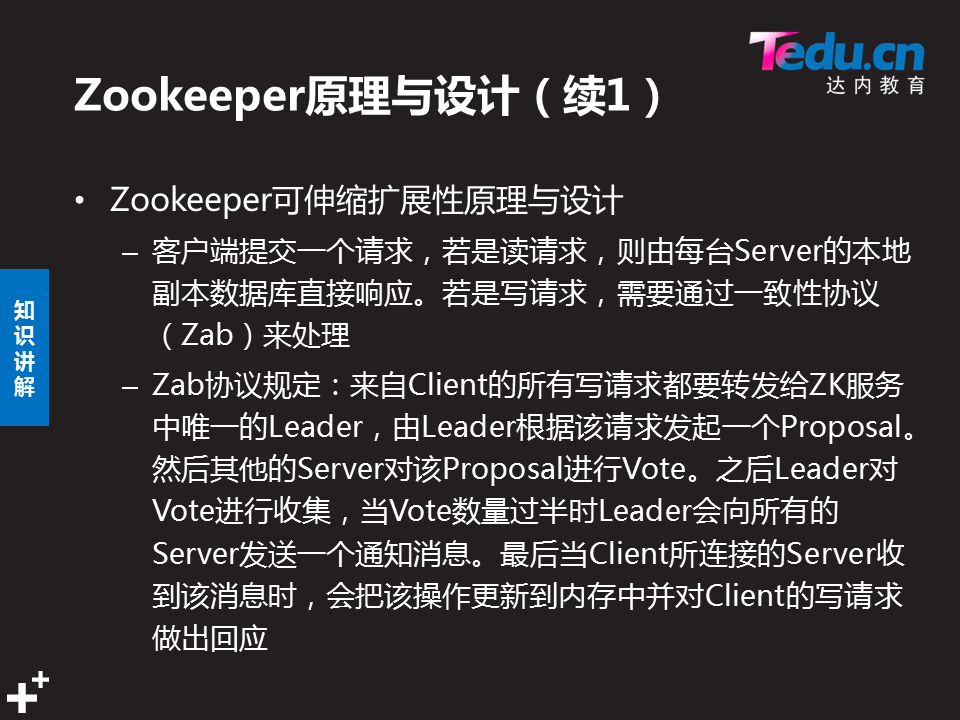 Tedu.cn
达内教育
Zookeeper原理与设计（续1）
• Zookeeper可伸缩扩展性原理与设计
– 客户端提交一个请求，若是读请求，则由每台Server的本地
副本数据库直接响应。若是写请求，需要通过一致性协议
（Zab）来处理
– Zab协议规定：来自Client的所有写请求都要转发给ZK服务
中唯一的Leader，由Leader根据该请求发起一个Proposal。
然后其他的Server对该Proposal进行Vote。之后Leader对
Vote进行收集，当Vote数量过半时Leader会向所有的
Server发送一个通知消息。最后当Client所连接的Server收
到该消息时，会把该操作更新到内存中并对Client的写请求
做出回应
知
识
讲
解